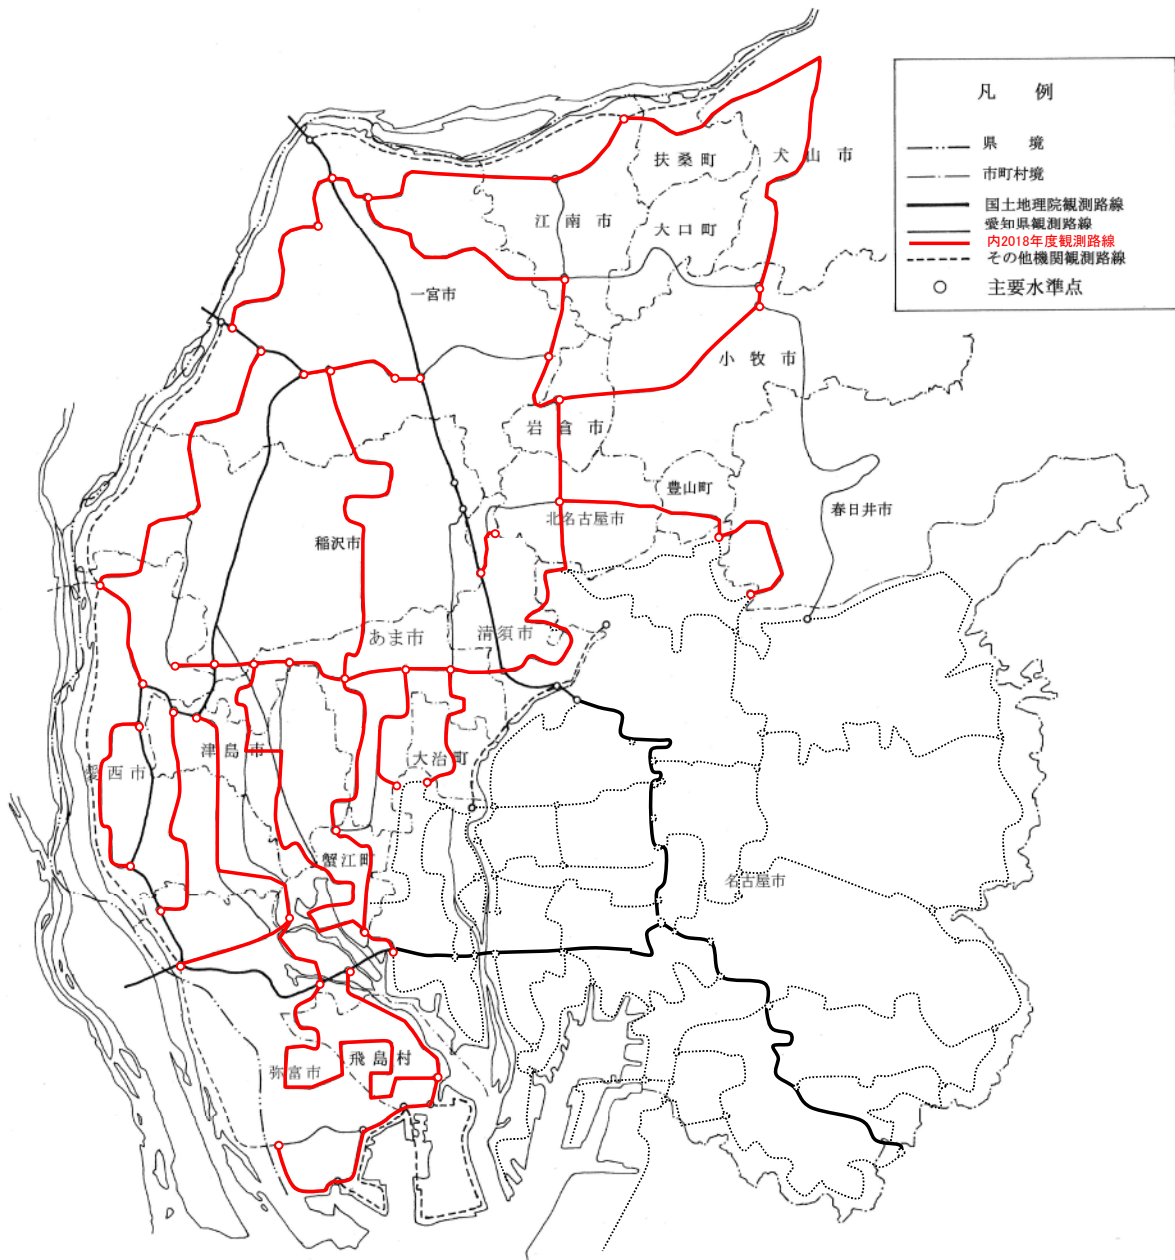 凡 例
県 境
市町村境
国土地理院観測路線
愛知県観測路線
内2018年度観測路線
その他機関観測路線
主要水準点
扶桑町
犬山市
江南市
大口町
一宮市
小牧市
岩倉市
豊山町
春日井市
北名古屋市
稲沢市
あま市
清須市
津島市
大治町
愛西市
蟹江町
名古屋市
飛島村
弥富市